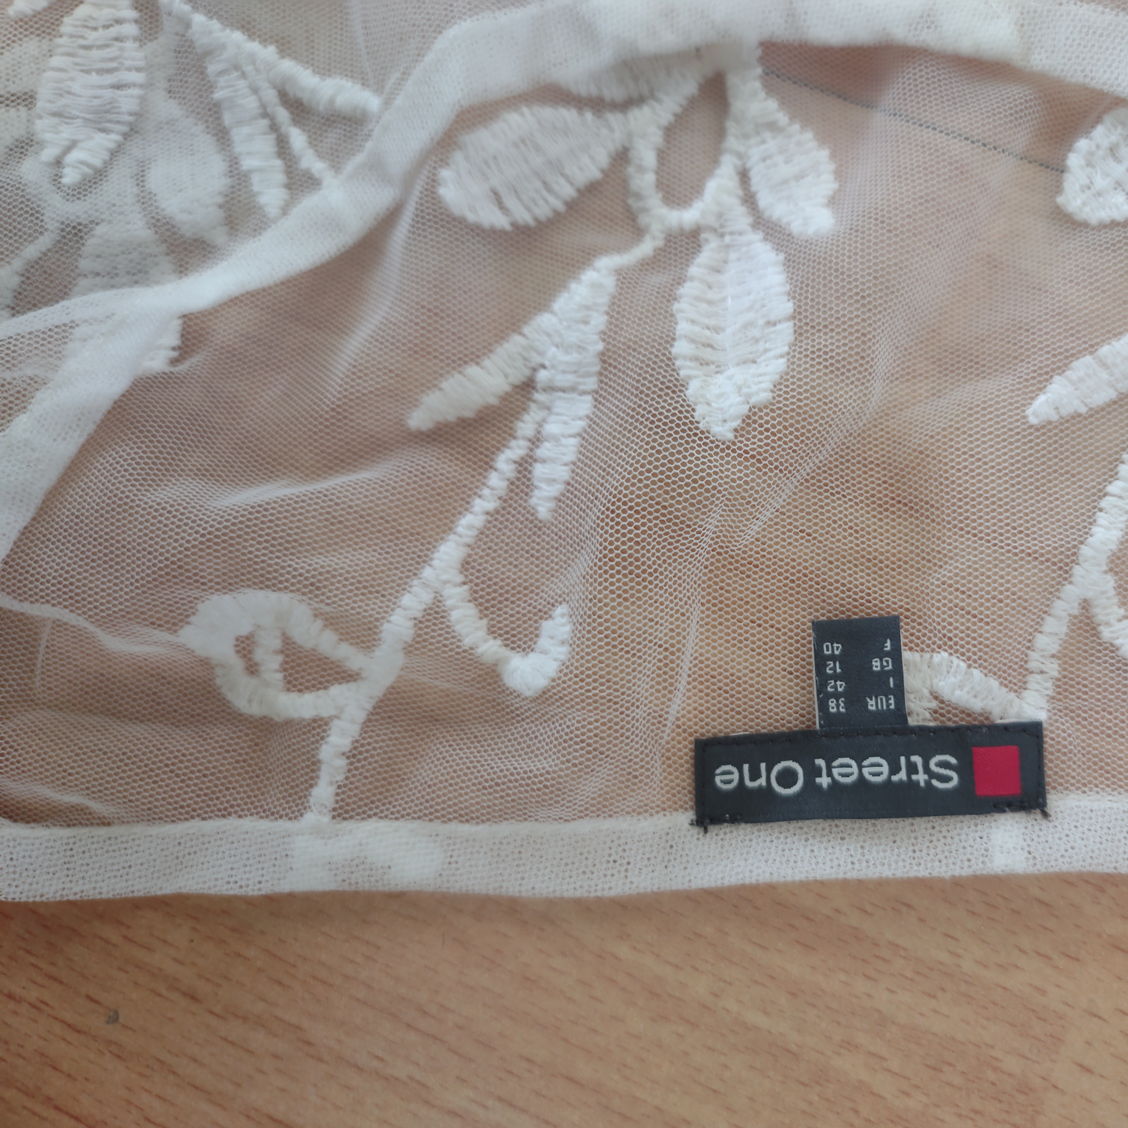 Street One
EUR 38
I 42
GB 12
F 40